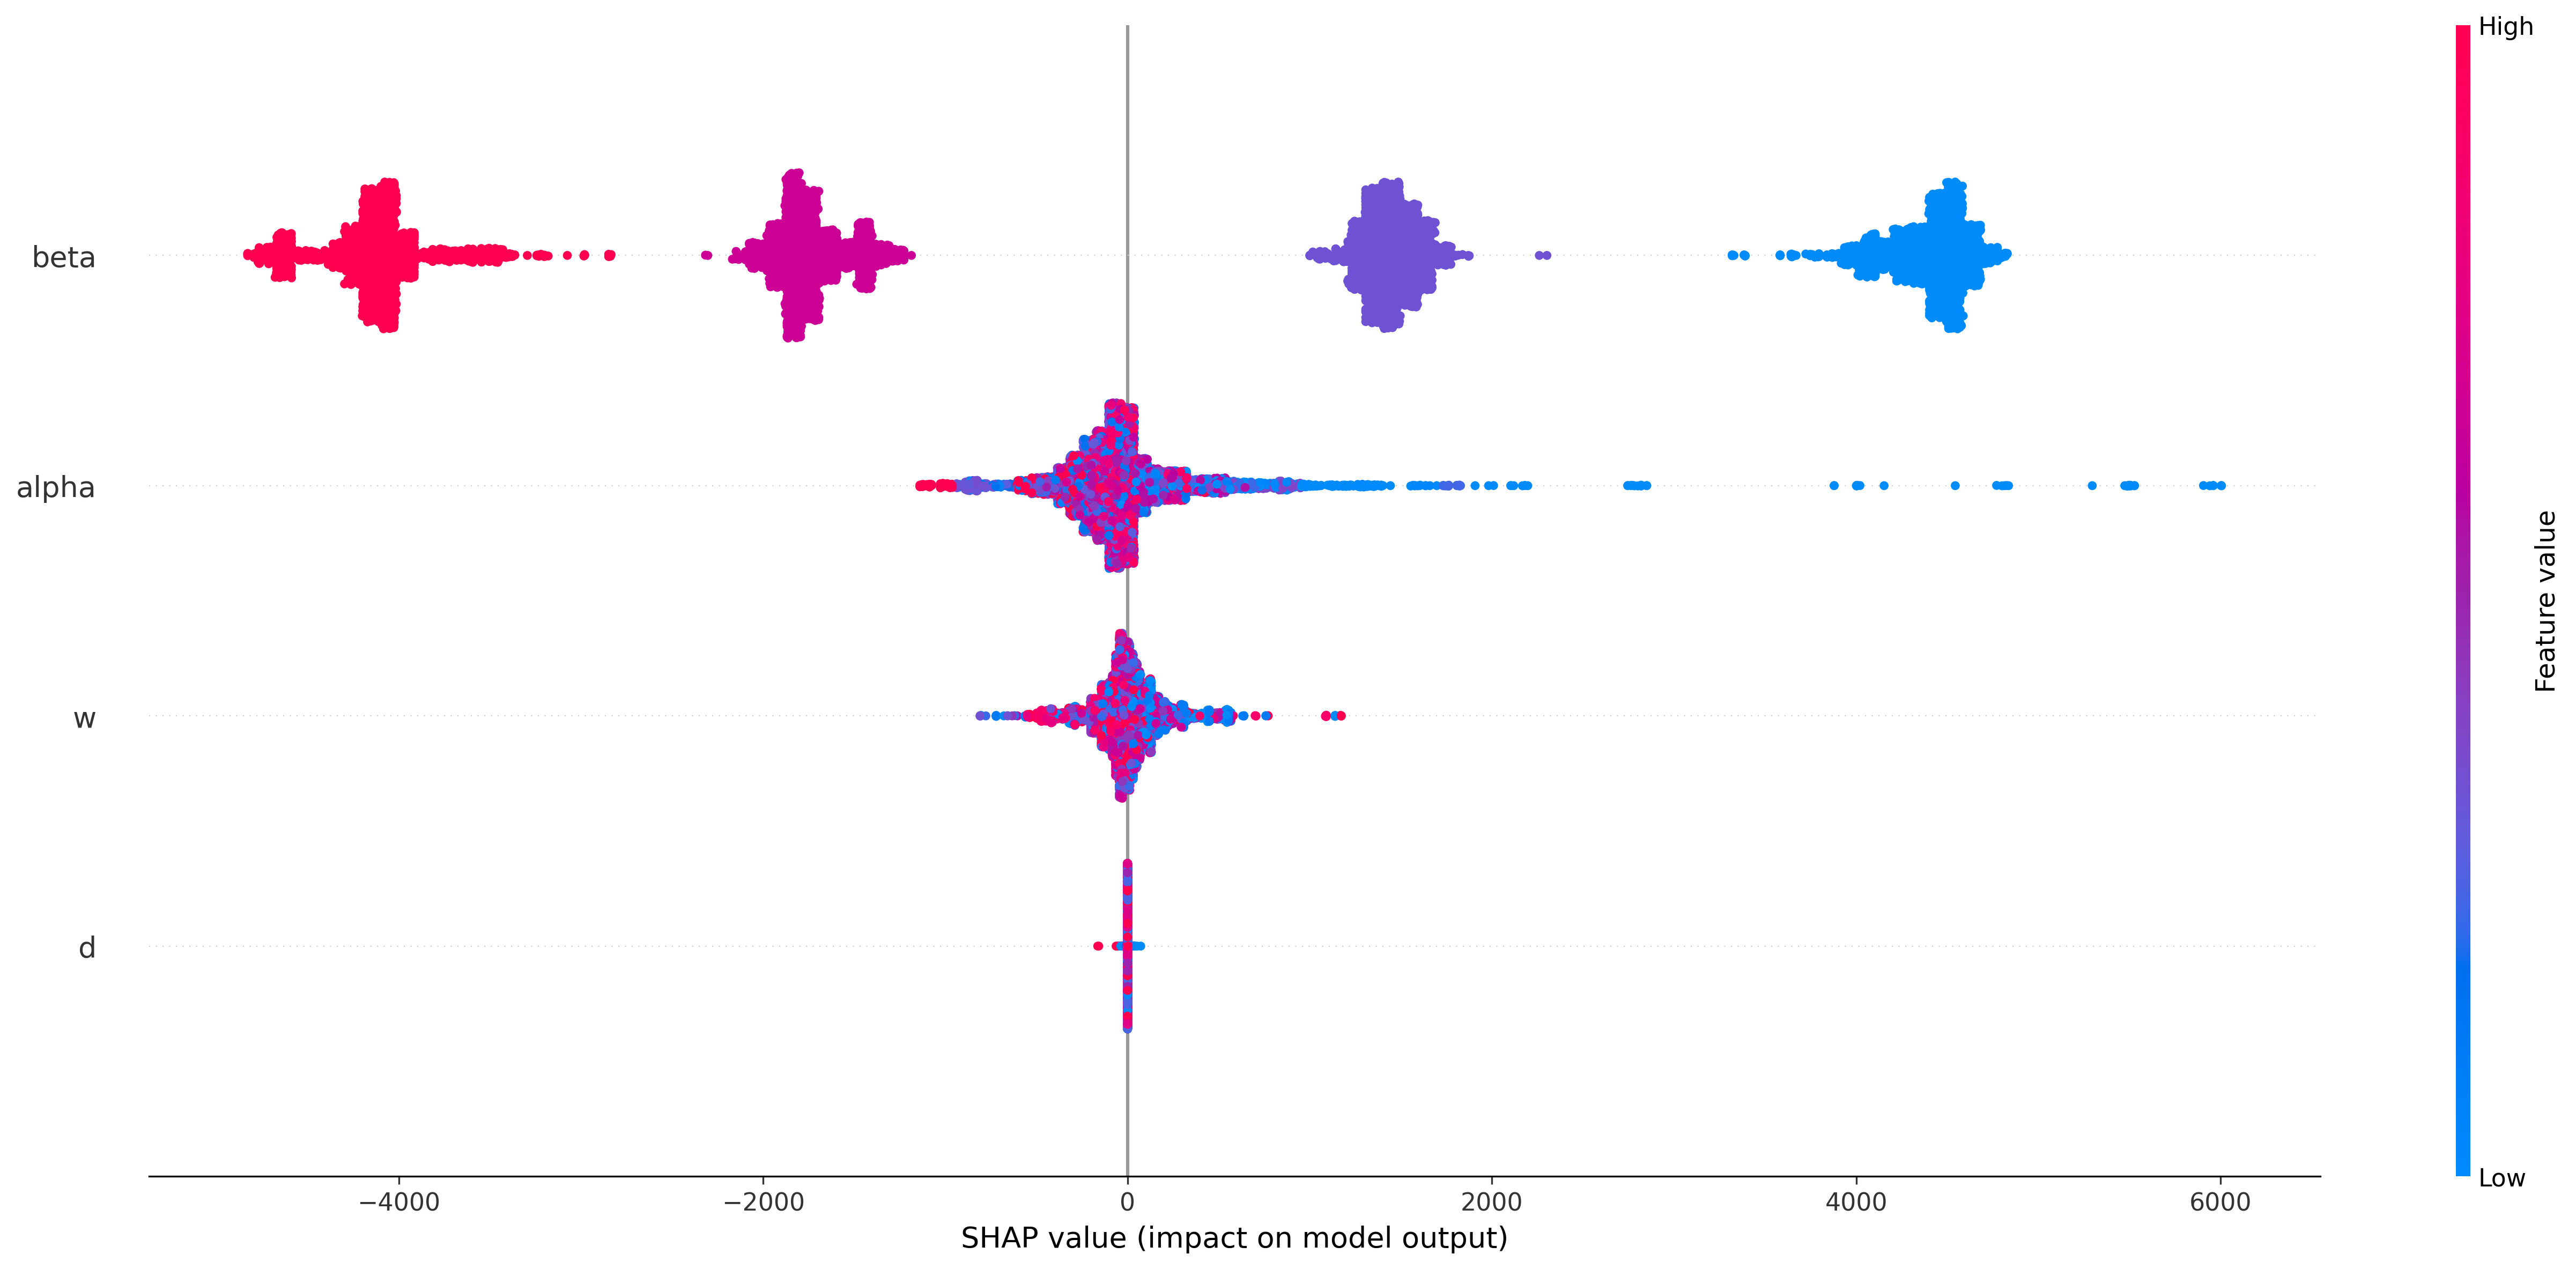 High
beta
alpha
w
d
Feature value
Low
−4000 −2000 0 2000 4000 6000
SHAP value (impact on model output)